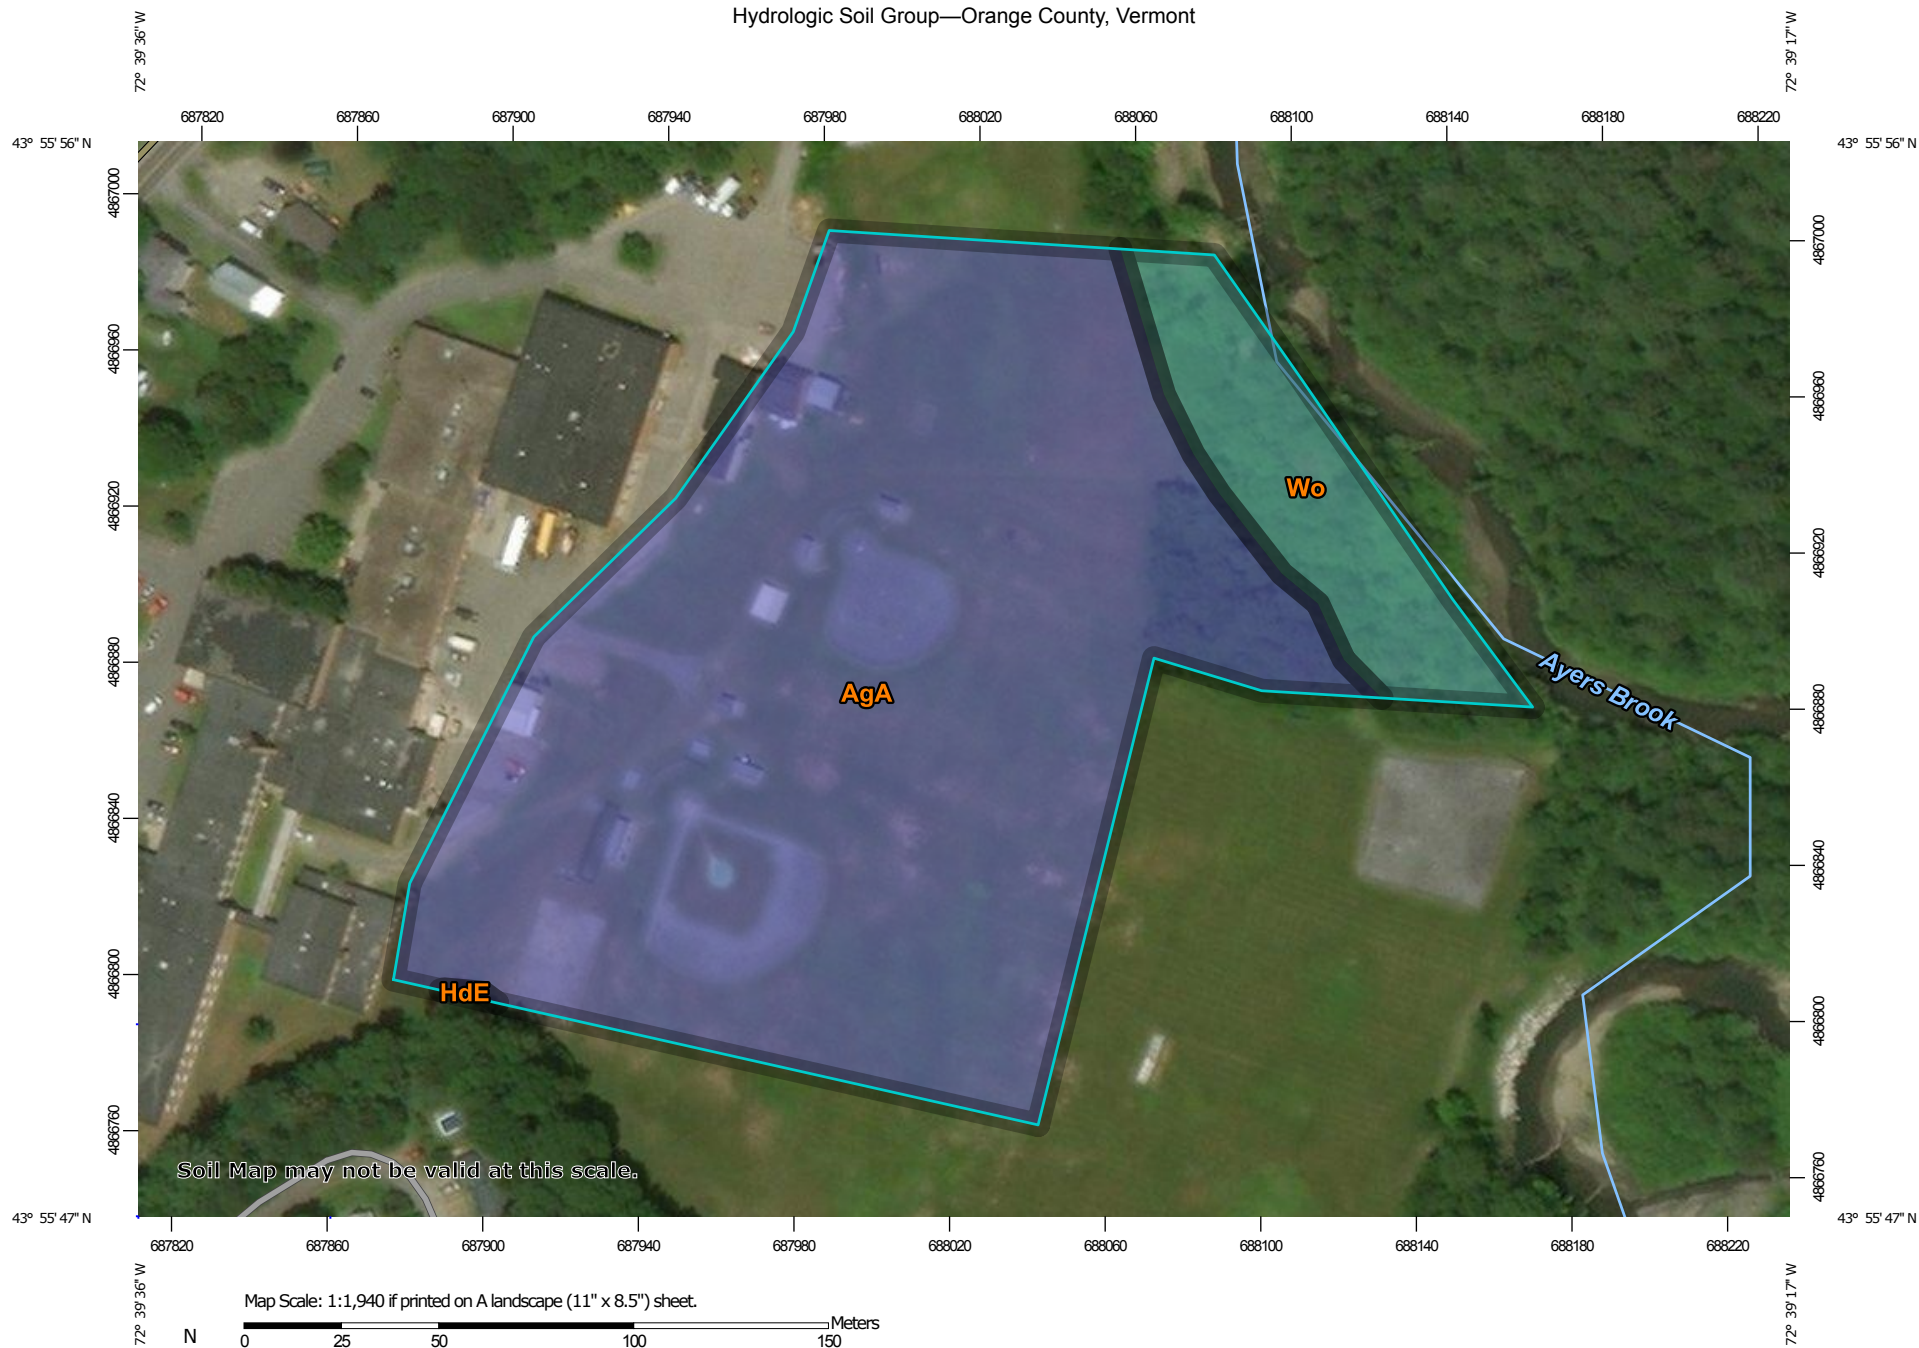 Hydrologic Soil Group—Orange County, Vermont
72° 39' 36" W
72° 39' 17" W
687820 687860 687900 687940 687980 688020 688060 688100 688140 688180 688220
43° 55' 56" N
43° 55' 56" N
4867000
4867000
4866960
4866960
4866920
4866920
4866880
4866880
4866840
4866840
4866800
4866800
4866760
4866760
Wo
AgA
Ayers Brook
HdE
Soil Map may not be valid at this scale.
43° 55' 47" N
43° 55' 47" N
687820 687860 687900 687940 687980 688020 688060 688100 688140 688180 688220
72° 39' 36" W
72° 39' 17" W
Map Scale: 1:1,940 if printed on A landscape (11" x 8.5") sheet.
Meters
N
0 25 50 100 150